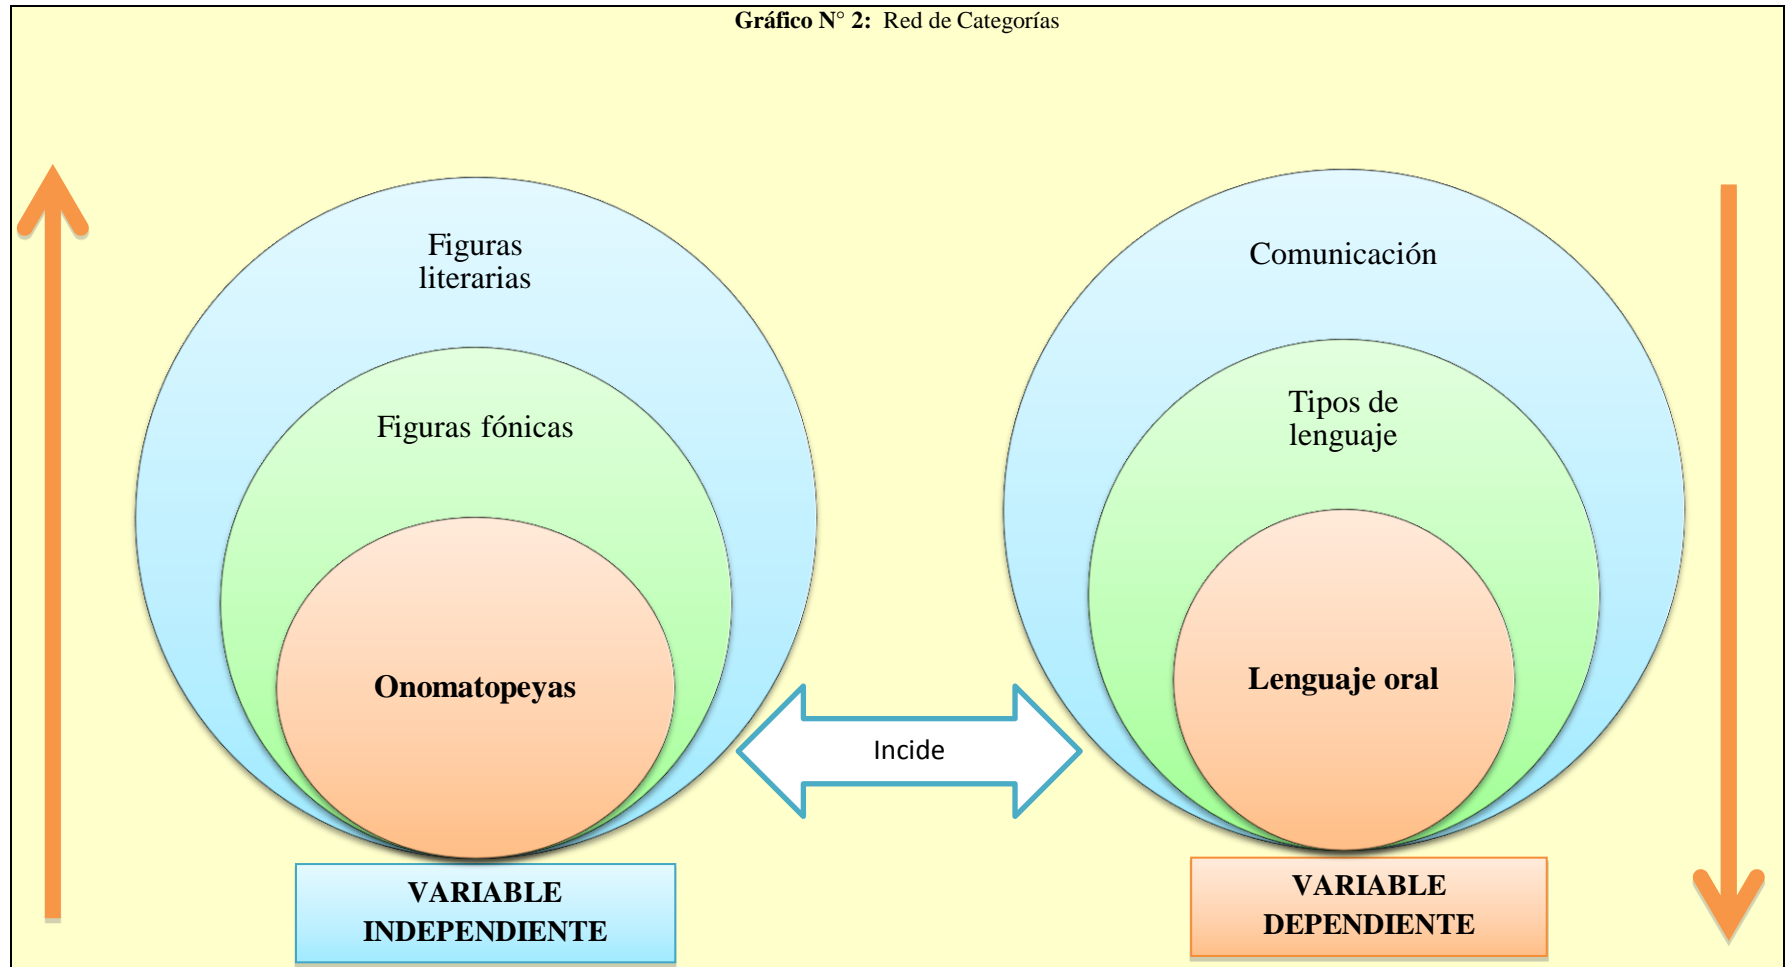 Gráfico N° 2: Red de Categorías
Figuras
literarias
Figuras fónicas
Onomatopeyas
VARIABLE
INDEPENDIENTE
Incide
Comunicación
Tipos de
lenguaje
Lenguaje oral
VARIABLE
DEPENDIENTE